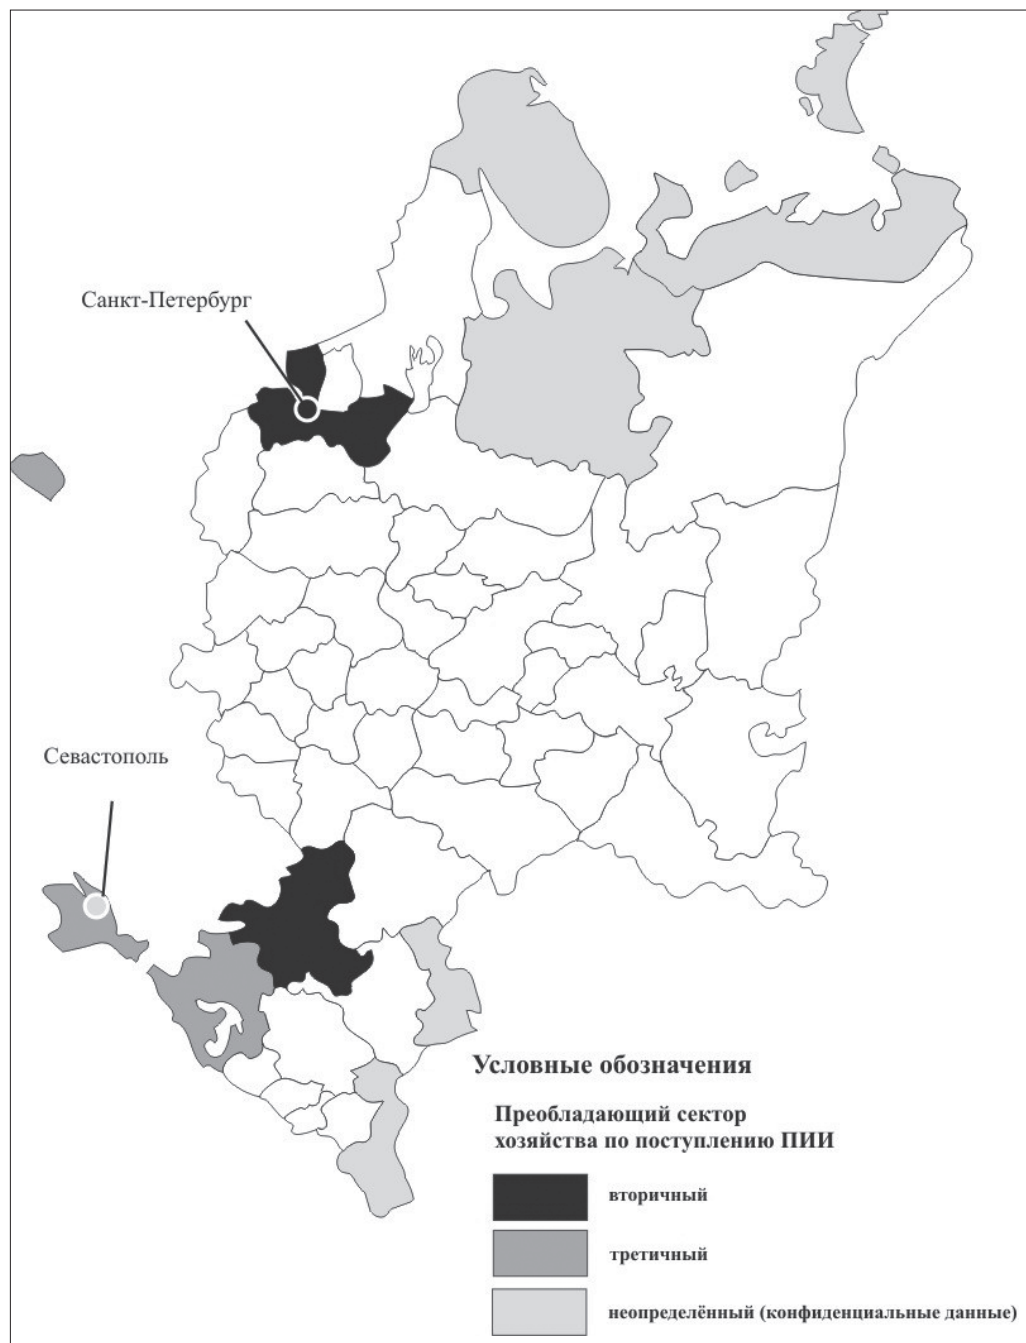 Санкт-Петербург
Севастополь
Условные обозначения
Преобладающий сектор
хозяйства по поступлению ПИИ
вторичный
третичный
неопределённый (конфиденциальные данные)